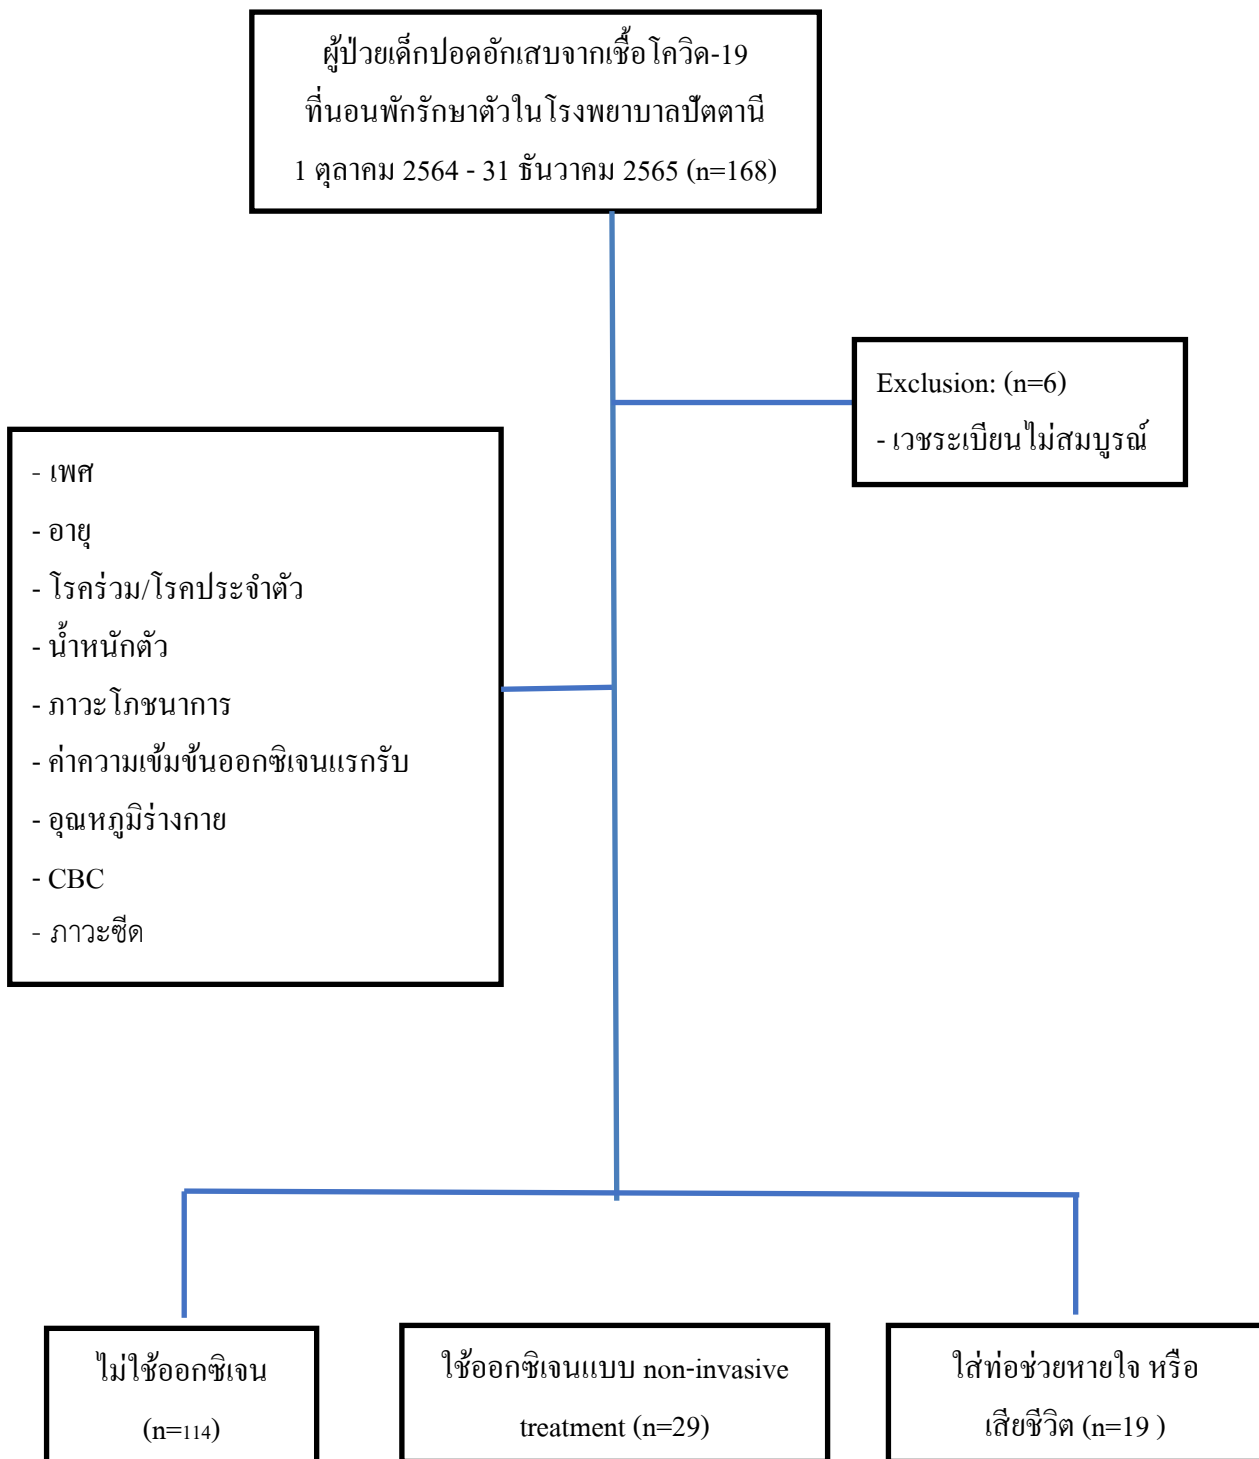 ผู้ป่วยเด็กปอดอักเสบจากเชื้อโควิด-19
ที่นอนพักรักษาตัวในโรงพยาบาลปัตตานี
1 ตุลาคม 2564 - 31 ธันวาคม 2565 (n=168)
Exclusion: (n=6)
- เวชระเบียนไม่สมบูรณ์
- เพศ
- อายุ
- โรคร่วม/โรคประจำตัว
- น้ำหนักตัว
- ภาวะโภชนาการ
- ค่าความเข้มข้นออกซิเจนแรกรับ
- อุณหภูมิร่างกาย
- CBC
- ภาวะซีด
ไม่ใช้ออกซิเจน
(n=114)
ใช้ออกซิเจนแบบ non-invasive
treatment (n=29)
ใส่ท่อช่วยหายใจ หรือ
เสียชีวิต (n=19 )